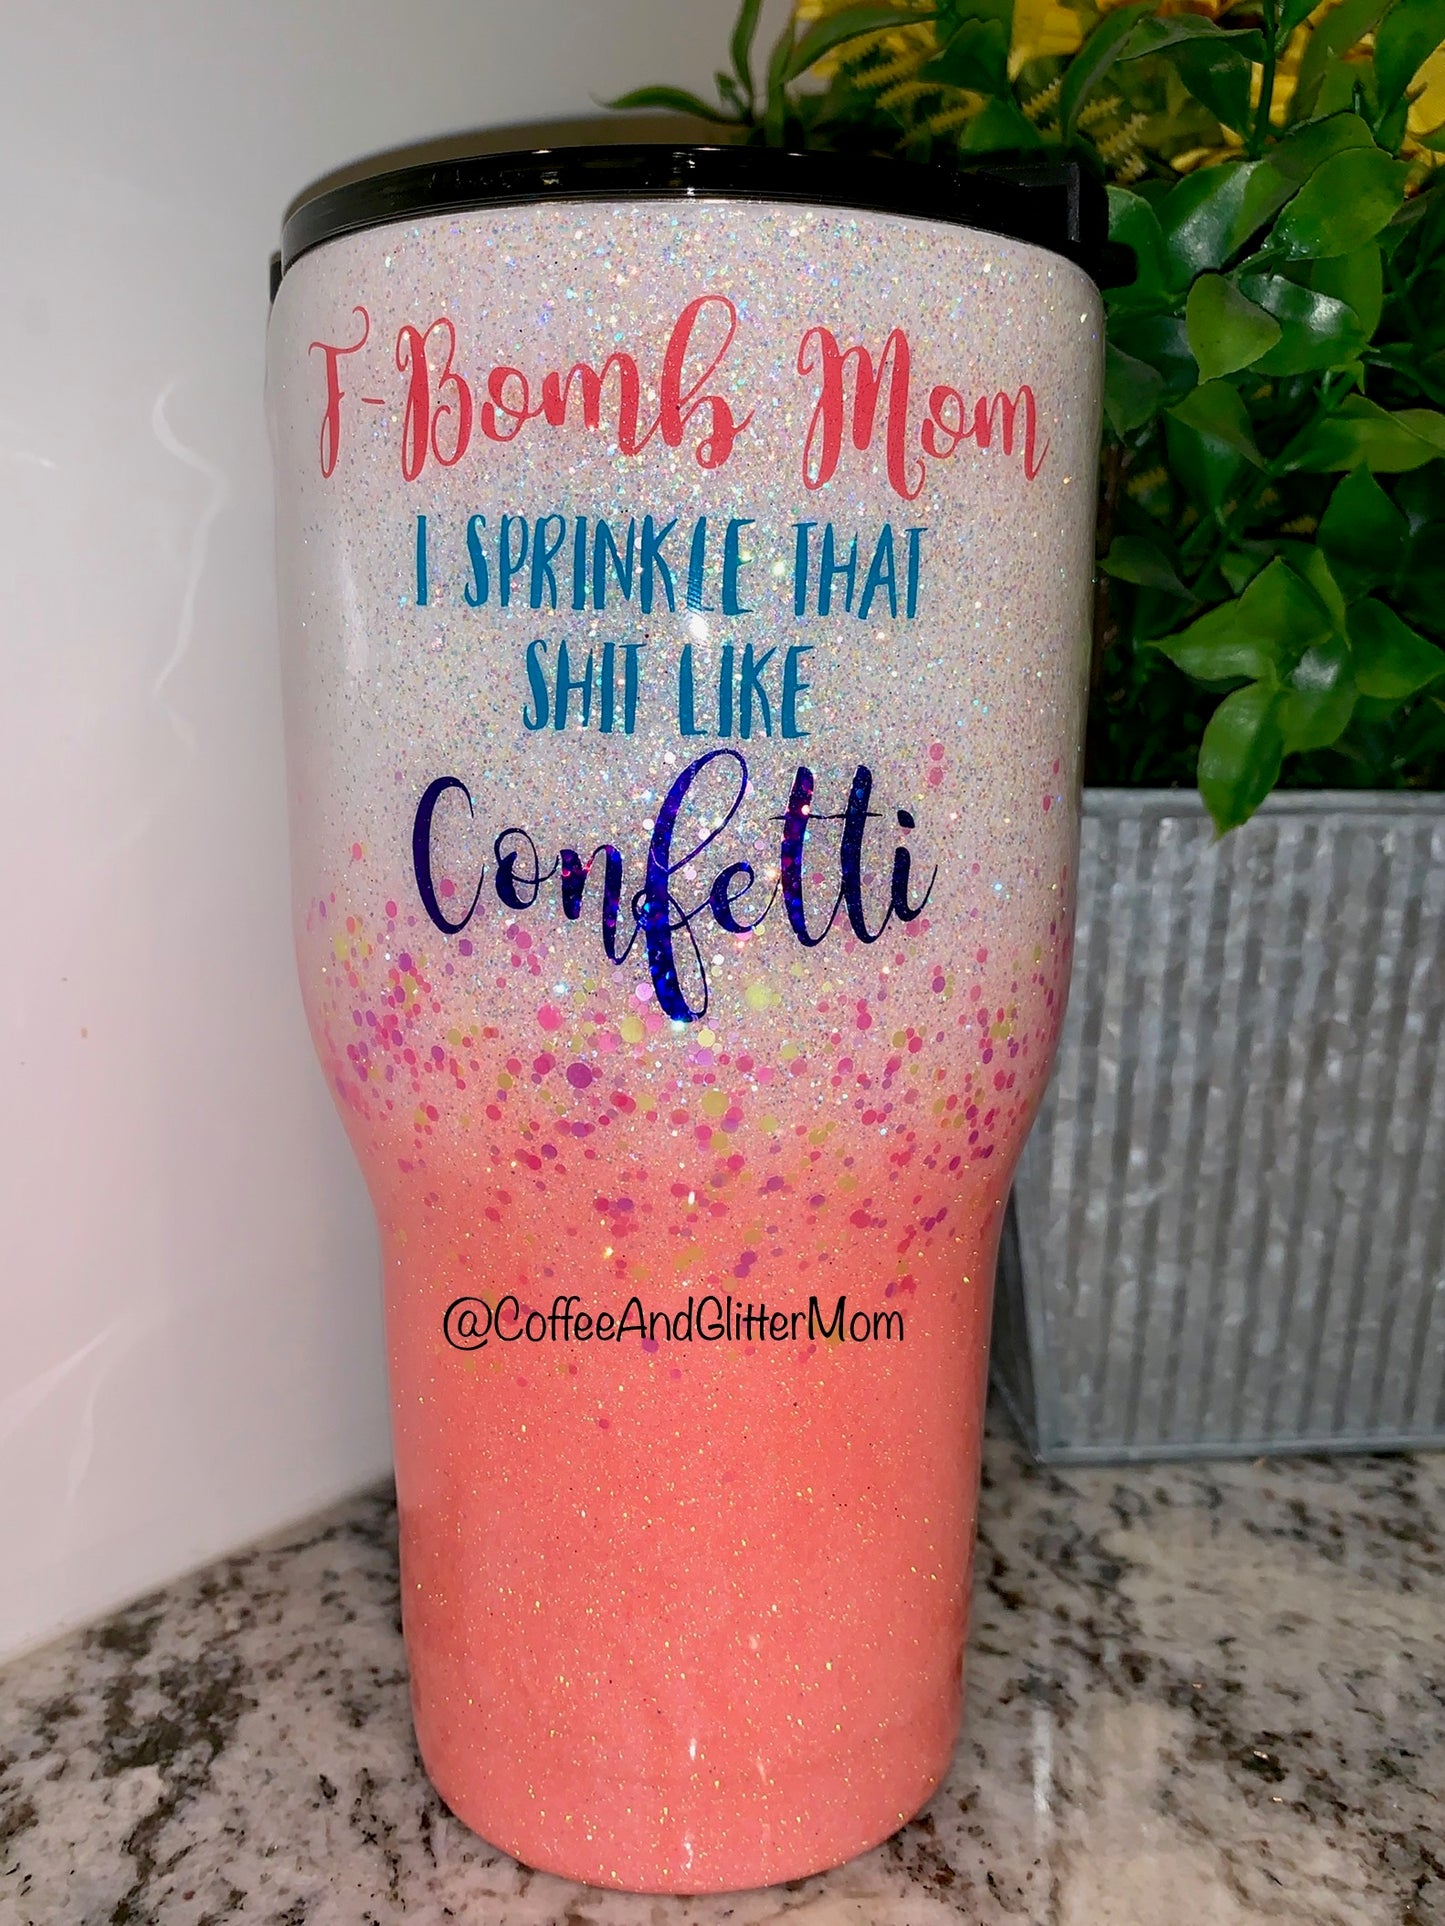 F-Bomb Mom
I SPRINKLE THAT
SHIT LIKE
Confetti
@CoffeeAndGlitterMom